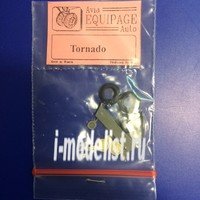 Avia
EQUIPAGE
Auto
Tornado
i-modelist.ru